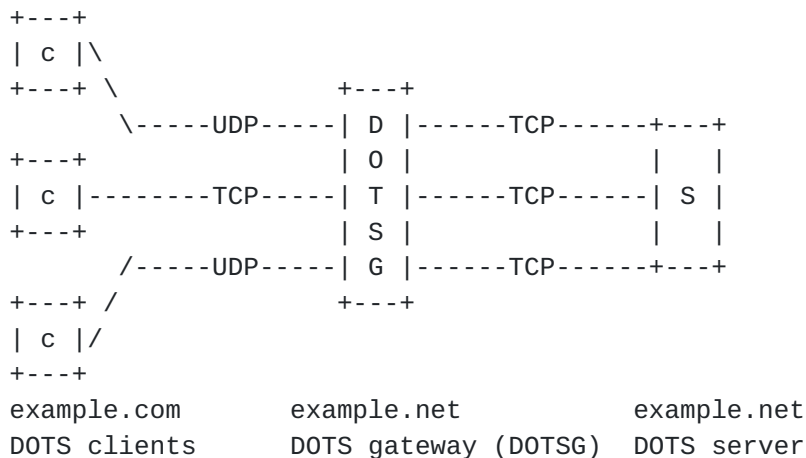 +---+
| c |\
+---+ \              +---+
       \-----UDP-----| D |------TCP------+---+
+---+                | O |               |   |
| c |--------TCP-----| T |------TCP------| S |
+---+                | S |               |   |
       /-----UDP-----| G |------TCP------+---+
+---+ /              +---+
| c |/
+---+
example.com       example.net           example.net
DOTS clients      DOTS gateway (DOTSG)  DOTS server